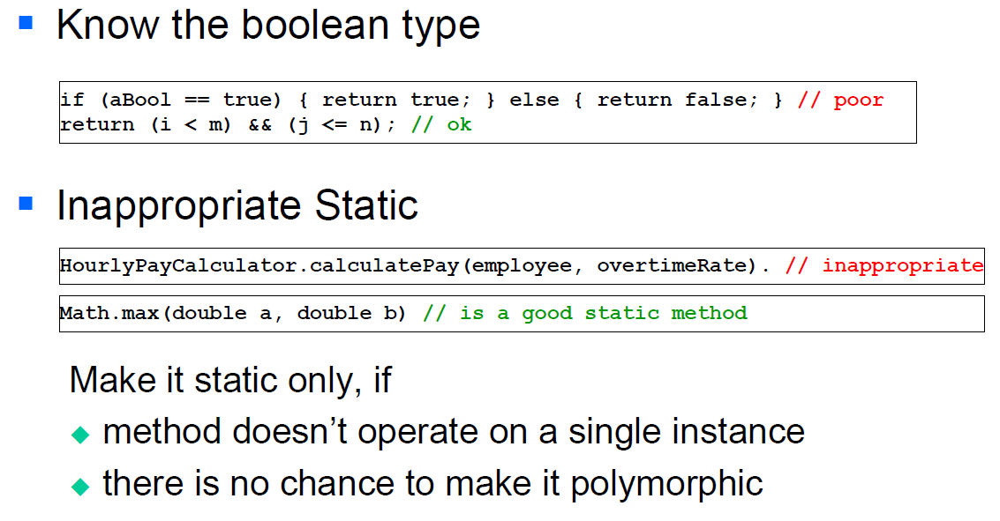 Know the boolean type
if (aBool == true) { return true; } else { return false; } // poor
return (i < m) && (j <= n); // ok
Inappropriate Static
HourlyPayCalculator.calculatePay(employee, overtimeRate). // inappropriate
Math.max(double a, double b) // is a good static method
Make it static only, if
method doesn’t operate on a single instance
there is no chance to make it polymorphic